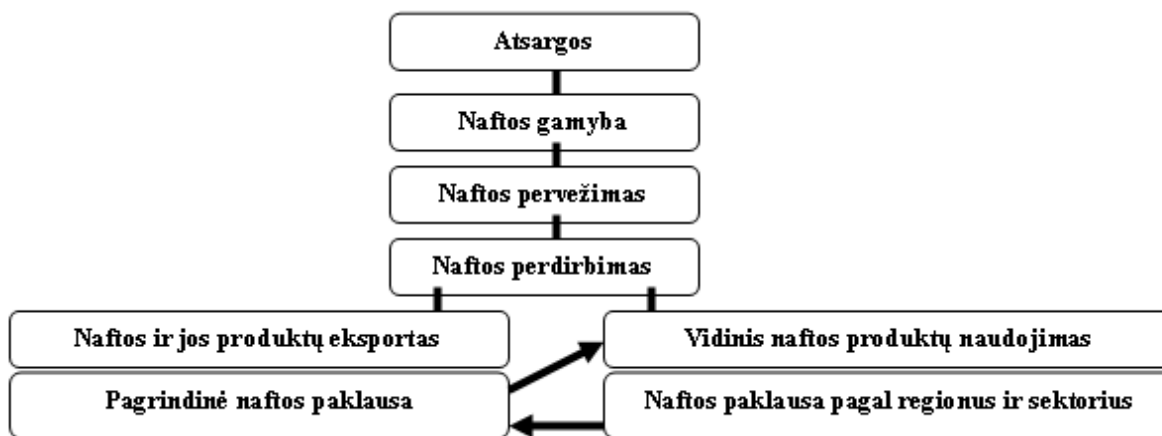 Atsargos
Naftos gamyba
Naftos pervežimas
Naftos perdirbimas
Naftos ir jos produktų eksportas
Vidinis naftos produktų naudojimas
Pagrindinė naftos paklausa
Naftos paklausa pagal regionus ir sektorius